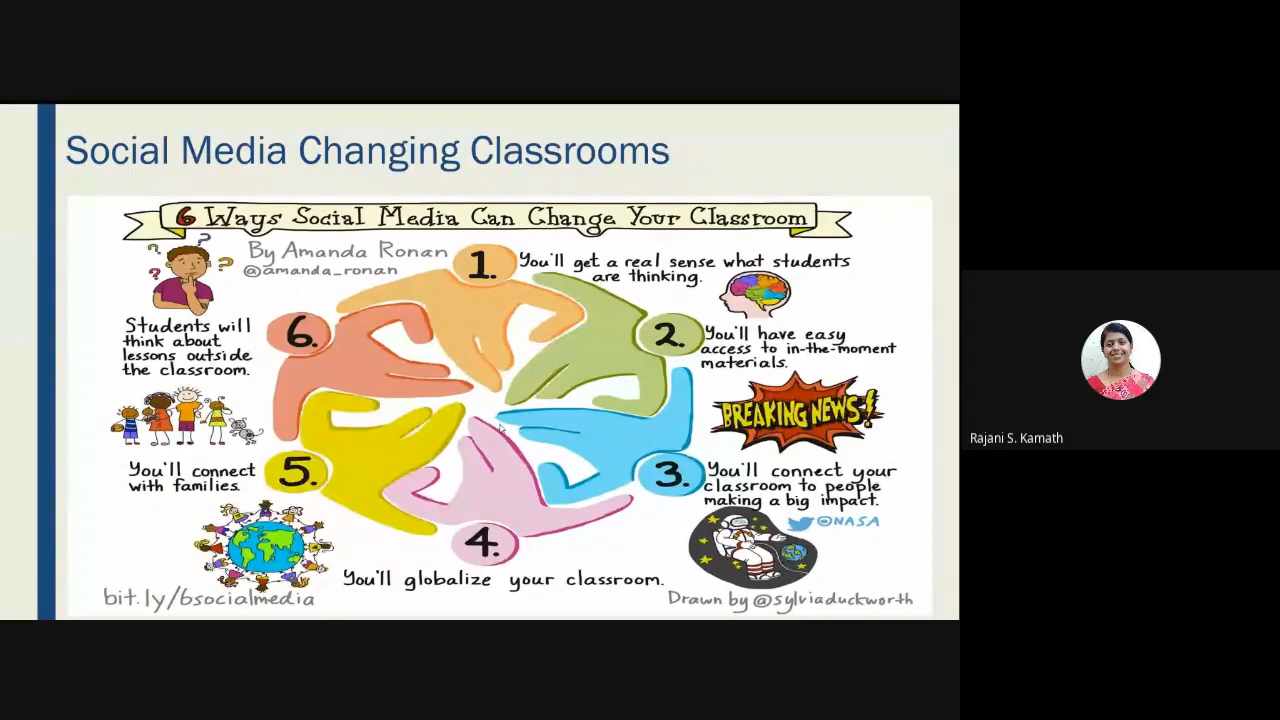 Social Media Changing Classrooms
6 Ways Social Media Can Change Your Classroom
By Amanda Ronan
@amanda_ronan
1.
You'll get a real sense what students
are thinking.
2.
You'll have easy
access to in-the-moment
materials.
BREAKING NEWS!
3.
You'll connect your
classroom to people
making a big impact.
@NASA
4.
You'll globalize your classroom.
5.
You'll connect
with families.
6.
Students will
think about
lessons outside
the classroom.
bit.ly/6socialmedia
Drawn by @sylviaduckworth
Rajani S. Kamath